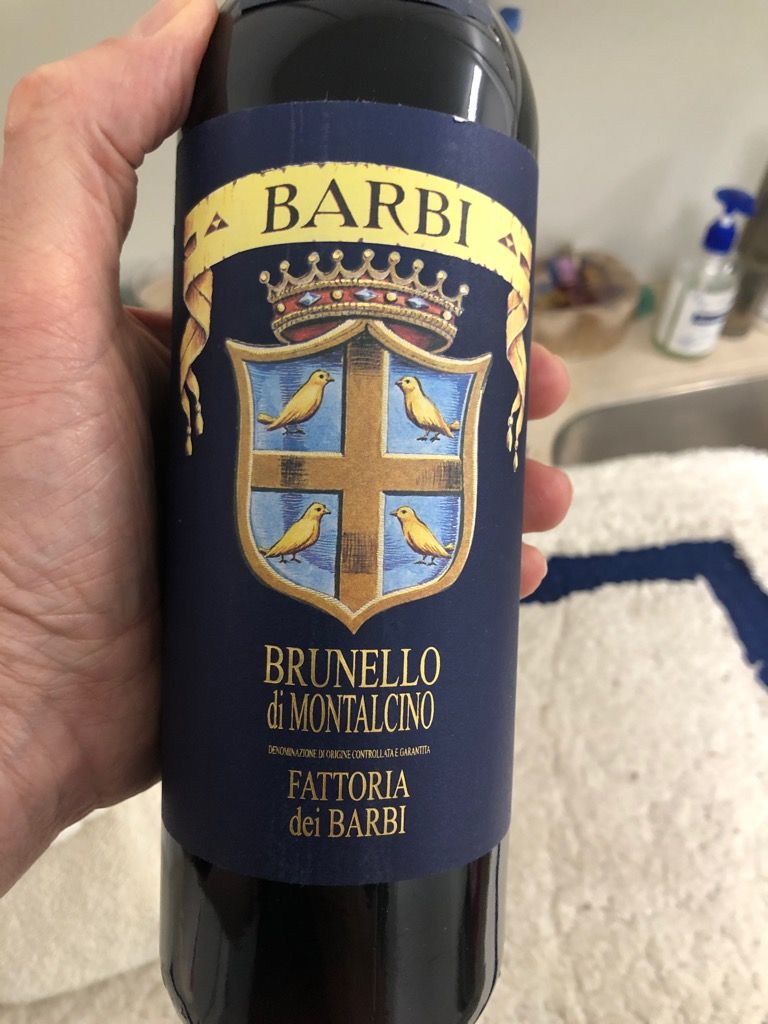 BARBI
BRUNELLO
di MONTALCINO
DENOMINAZIONE DI ORIGINE CONTROLLATA E GARANTITA
FATTORIA
dei BARBI